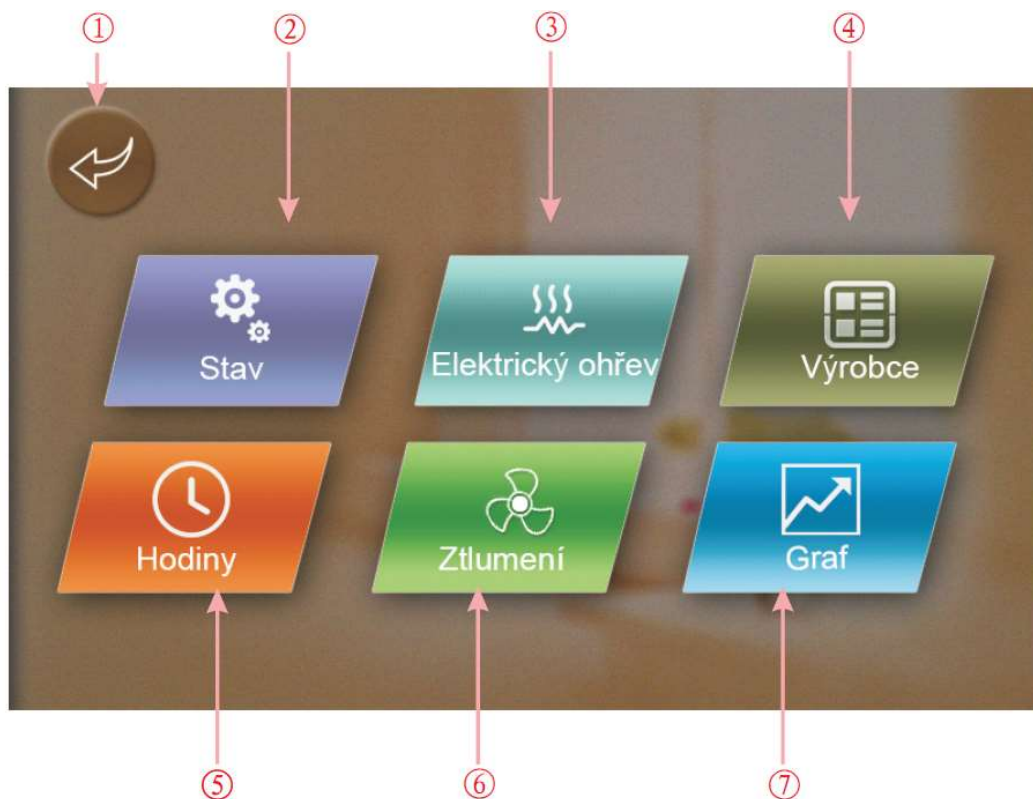 ① ② ③ ④
Stav
Elektrický ohřev
Výrobce
Hodiny
Ztlumení
Graf
⑤ ⑥ ⑦